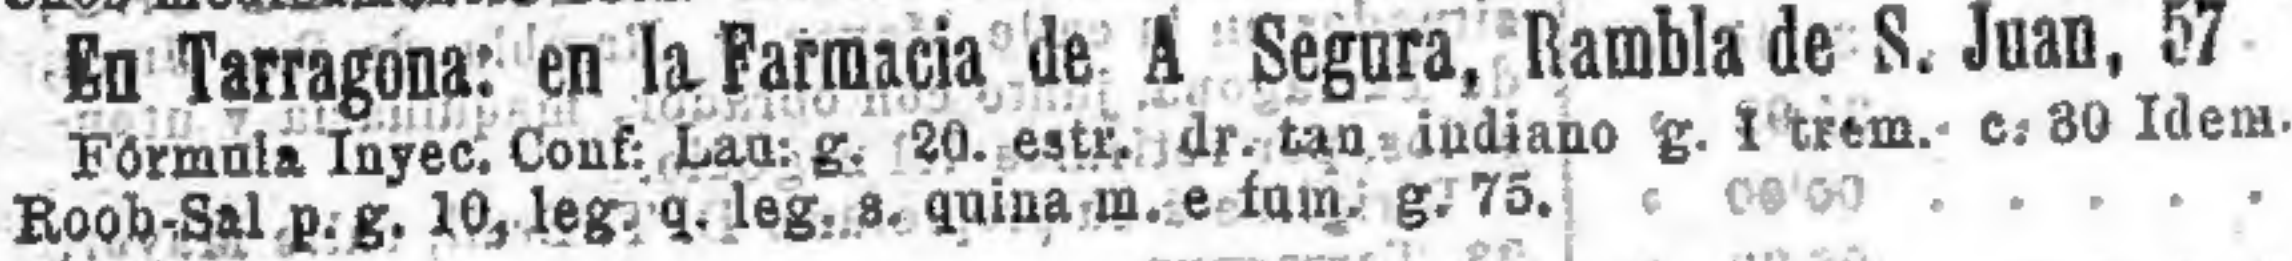 En Tarragona: en la Farmacia de A Segura, Rambla de S. Juan, 57
Fórmula Inyec. Conf: Lau: g. 20. estr. dr. tan. indiano g. 1 trem. c. 30 Idem.
Roob-Sal p. g. 10, leg. q. leg. s. quina m. e fum. g. 75.